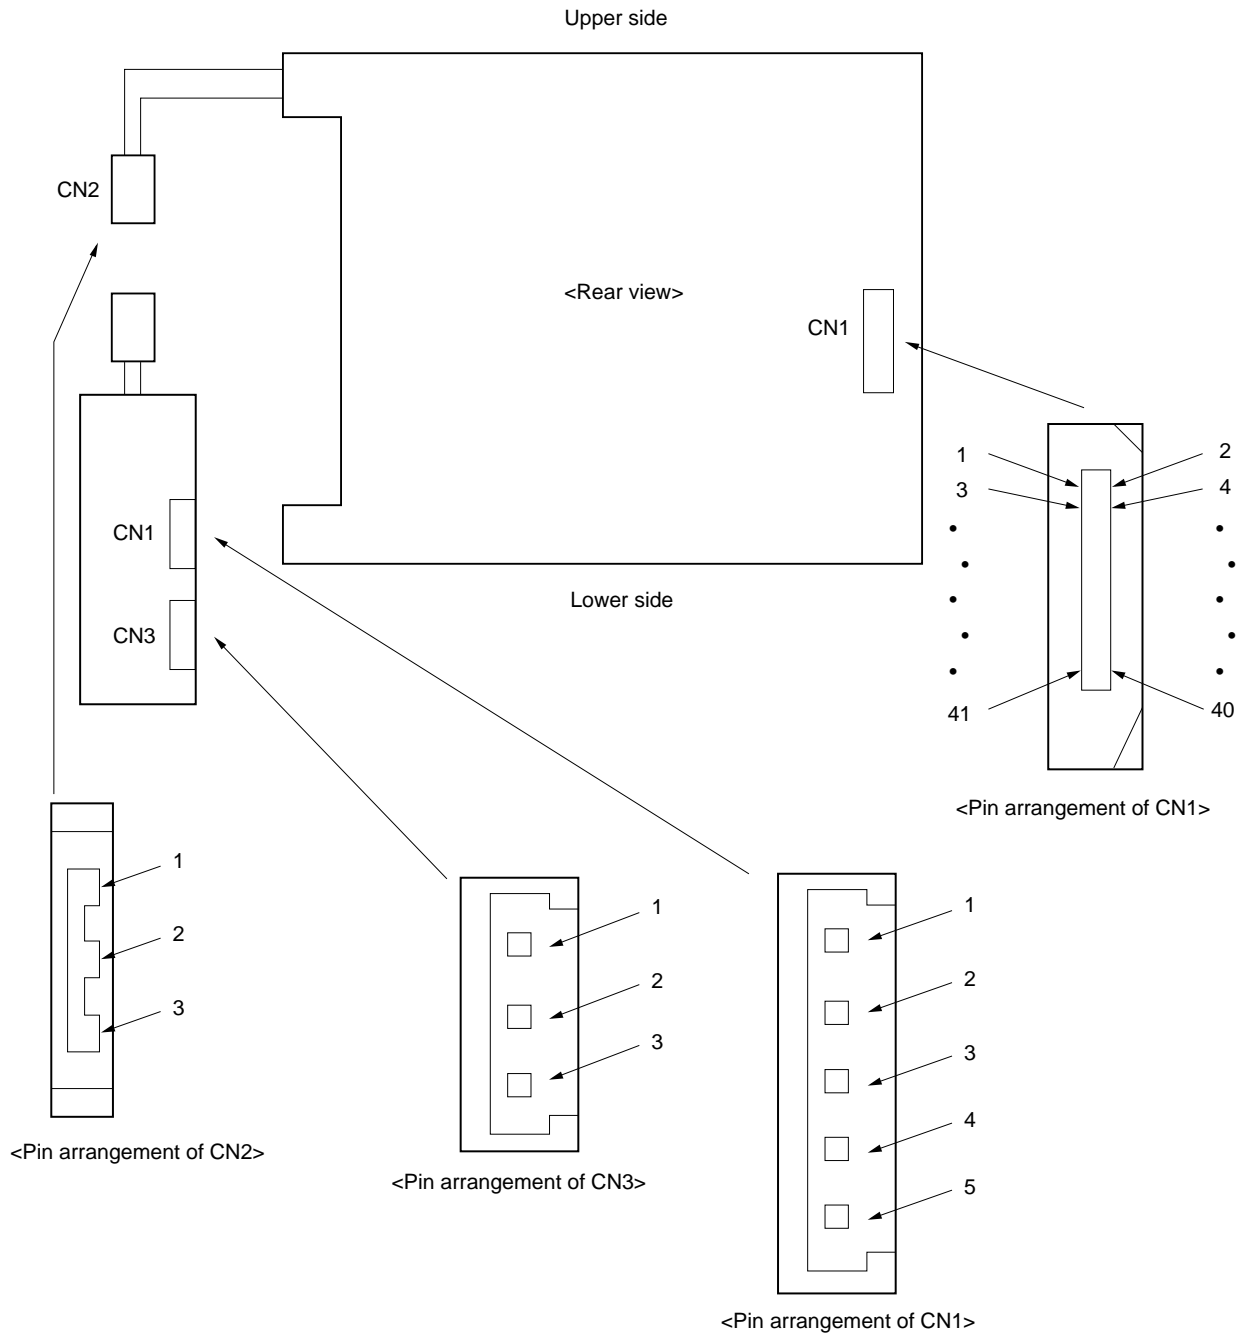 Upper side
CN2
<Rear view>
CN1
1
2
3
4
•
•
•
•
•
•
•
•
•
•
41
40
<Pin arrangement of CN1>
CN1
CN3
Lower side
1
2
3
<Pin arrangement of CN2>
1
2
3
<Pin arrangement of CN3>
1
2
3
4
5
<Pin arrangement of CN1>